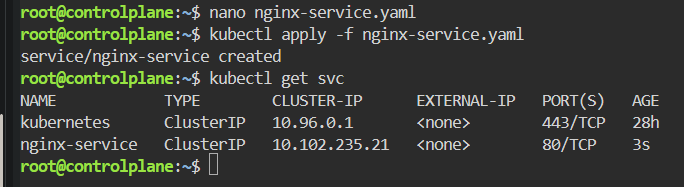 root@controlplane:~$ nano nginx-service.yaml
root@controlplane:~$ kubectl apply -f nginx-service.yaml
service/nginx-service created
root@controlplane:~$ kubectl get svc
NAME            TYPE        CLUSTER-IP      EXTERNAL-IP   PORT(S)   AGE
kubernetes      ClusterIP   10.96.0.1       <none>        443/TCP   28h
nginx-service   ClusterIP   10.102.235.21   <none>        80/TCP    3s
root@controlplane:~$